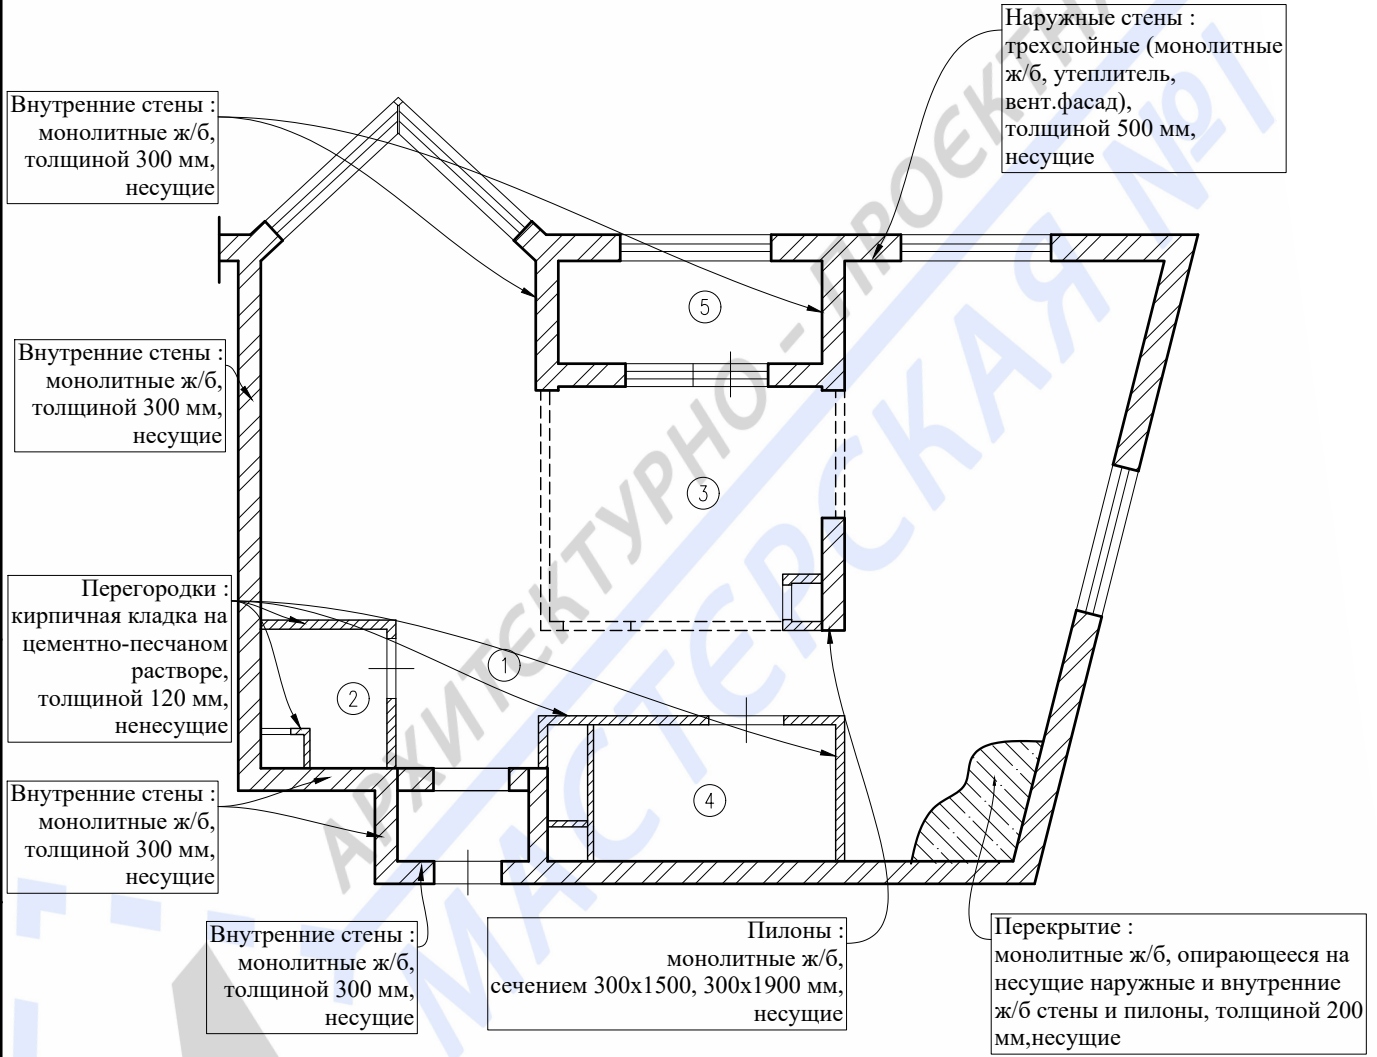 Наружные стены :
трехслойные (монолитные
ж/б, утеплитель,
вент.фасад),
толщиной 500 мм,
несущие
Внутренние стены :
монолитные ж/б,
толщиной 300 мм,
несущие
5
Внутренние стены :
монолитные ж/б,
толщиной 300 мм,
несущие
3
Перегородки :
кирпичная кладка на
цементно-песчаном
растворе,
толщиной 120 мм,
ненесущие
1
2
4
Внутренние стены :
монолитные ж/б,
толщиной 300 мм,
несущие
Внутренние стены :
монолитные ж/б,
толщиной 300 мм,
несущие
Пилоны :
монолитные ж/б,
сечением 300х1500, 300х1900 мм,
несущие
Перекрытие :
монолитные ж/б, опирающееся на
несущие наружные и внутренние
ж/б стены и пилоны, толщиной 200
мм,несущие
АРХИТЕКТУРНО - ПРОЕКТНА
МАСТЕРСКАЯ №1